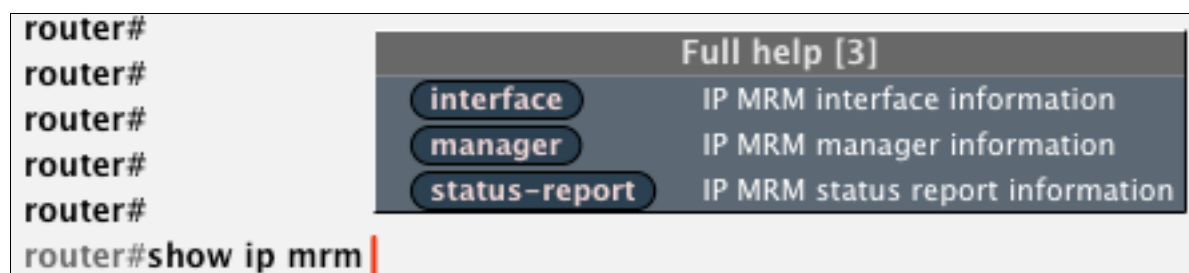 router#
router#
router#
router#
router#
router#show ip mrm
Full help [3]
interface IP MRM interface information
manager IP MRM manager information
status-report IP MRM status report information